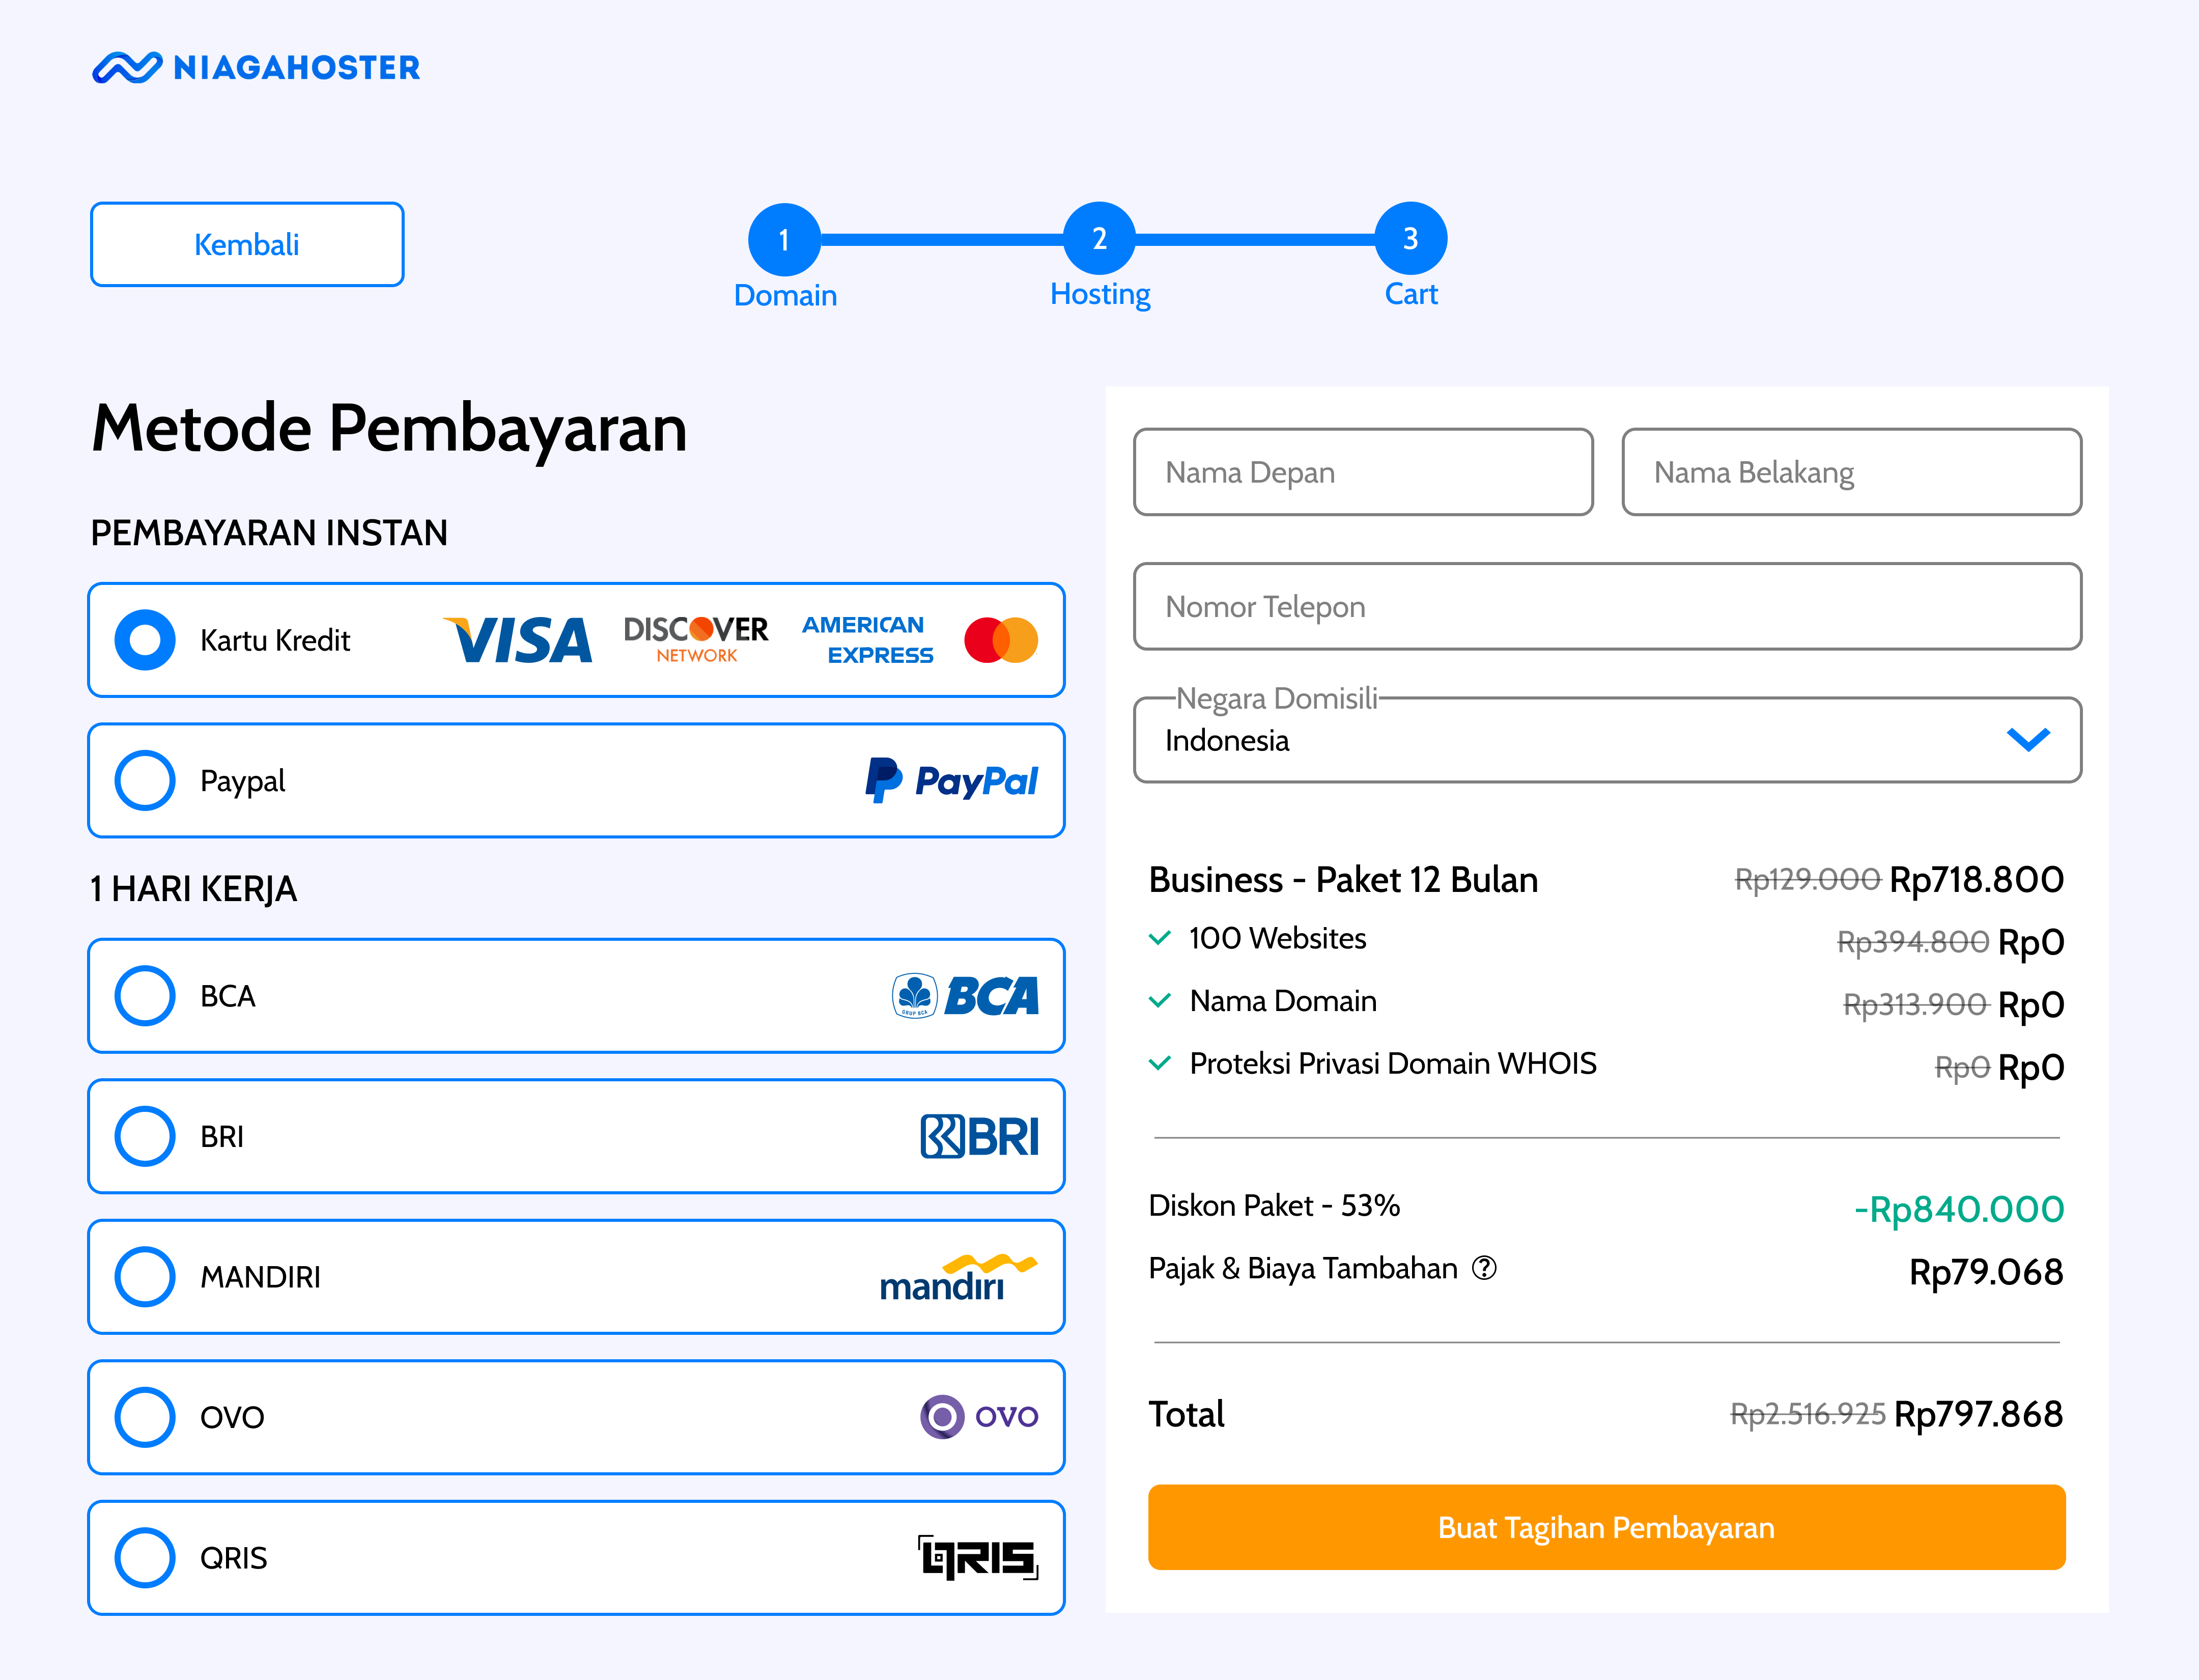 NIAGAHOSTER
Kembali
1
2
3
Domain
Hosting
Cart
Metode Pembayaran
PEMBAYARAN INSTAN
Kartu Kredit
VISA
DISCOVER
NETWORK
AMERICAN
EXPRESS
Paypal
PayPal
1 HARI KERJA
BCA
GRUP BCA
BCA
BRI
BRI
MANDIRI
mandiri
OVO
OVO
QRIS
QRIS
Nama Depan
Nama Belakang
Nomor Telepon
Negara Domisili
Indonesia
Business - Paket 12 Bulan Rp129.000 Rp718.800
100 Websites Rp394.800 Rp0
Nama Domain Rp313.900 Rp0
Proteksi Privasi Domain WHOIS Rp0 Rp0
Diskon Paket - 53% -Rp840.000
Pajak & Biaya Tambahan ? Rp79.068
Total Rp2.516.925 Rp797.868
Buat Tagihan Pembayaran